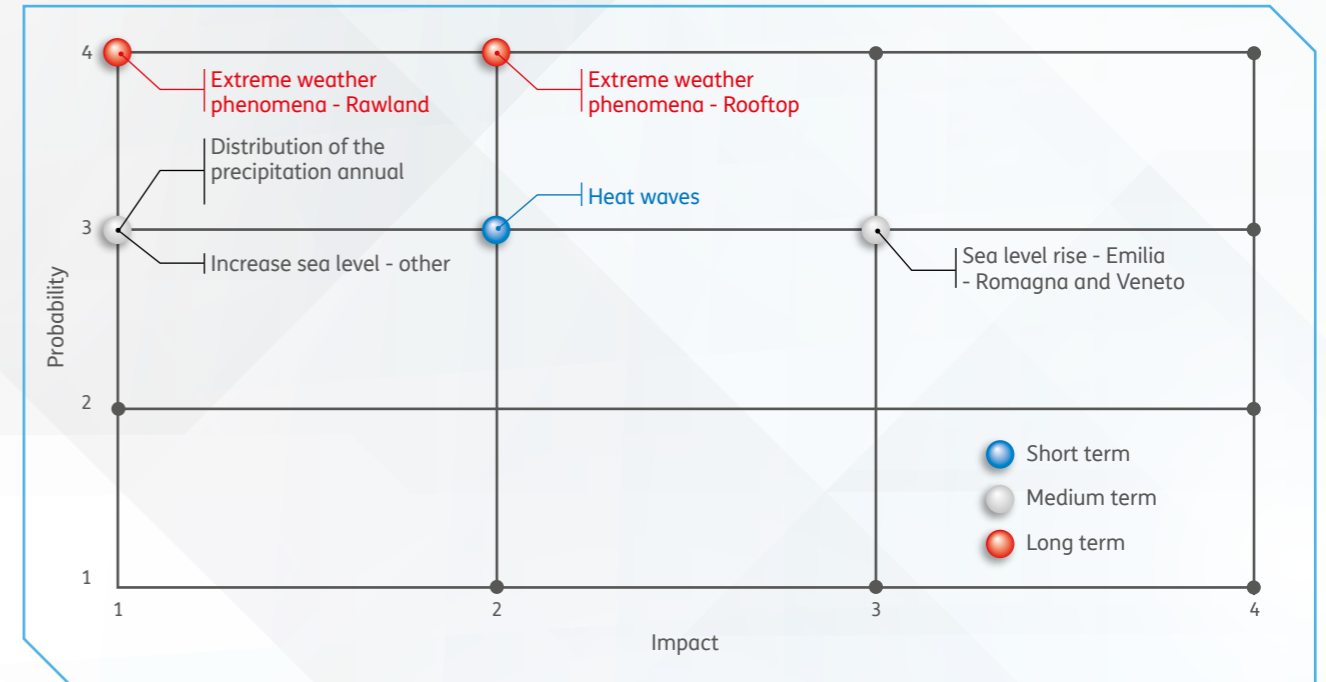 4
Extreme weather
phenomena - Rawland
Extreme weather
phenomena - Rooftop
Distribution of the
precipitation annual
Heat waves
3
Increase sea level - other
Sea level rise - Emilia
- Romagna and Veneto
Probability
2
Short term
Medium term
Long term
1
1
2
3
4
Impact